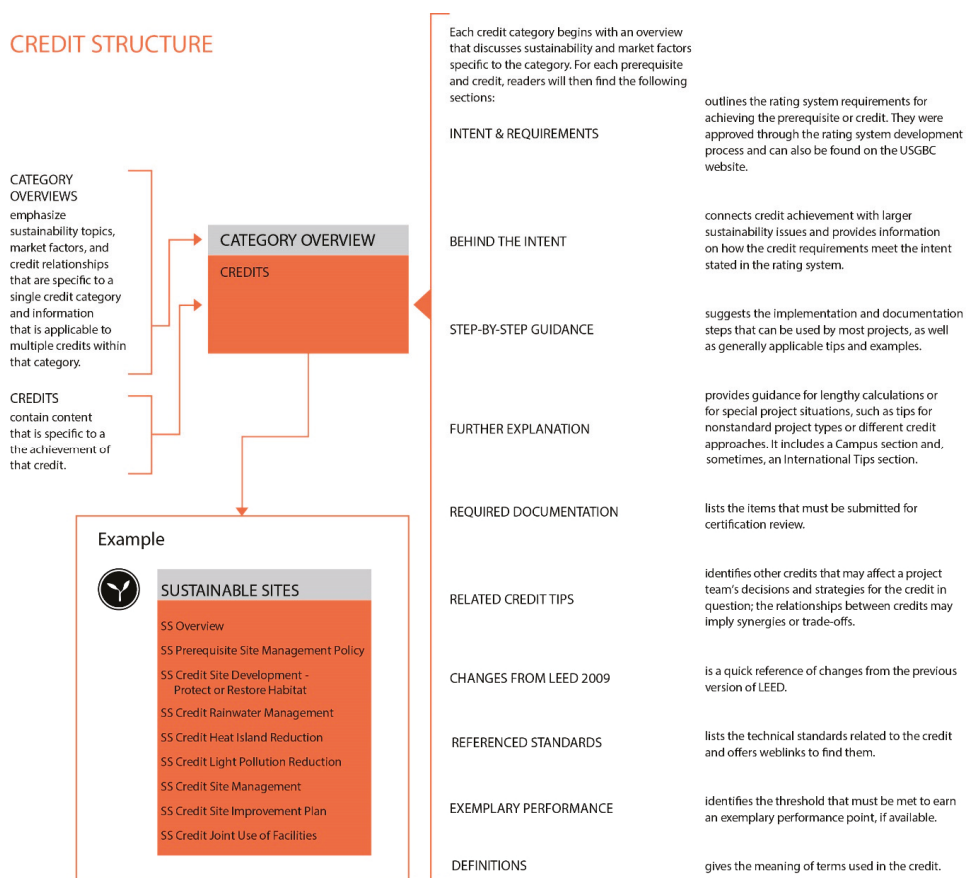 CREDIT STRUCTURE
CATEGORY
OVERVIEWS
emphasize
sustainability topics,
market factors, and
credit relationships
that are specific to a
single credit category
and information
that is applicable to
multiple credits within
that category.
CREDITS
contain content
that is specific to a
the achievement of
that credit.
CATEGORY OVERVIEW
CREDITS
Example
SUSTAINABLE SITES
SS Overview
SS Prerequisite Site Management Policy
SS Credit Site Development -
Protect or Restore Habitat
SS Credit Rainwater Management
SS Credit Heat Island Reduction
SS Credit Light Pollution Reduction
SS Credit Site Management
SS Credit Site Improvement Plan
SS Credit Joint Use of Facilities
Each credit category begins with an overview
that discusses sustainability and market factors
specific to the category. For each prerequisite
and credit, readers will then find the following
sections:
INTENT & REQUIREMENTS
outlines the rating system requirements for
achieving the prerequisite or credit. They were
approved through the rating system development
process and can also be found on the USGBC
website.
BEHIND THE INTENT
connects credit achievement with larger
sustainability issues and provides information
on how the credit requirements meet the intent
stated in the rating system.
STEP-BY-STEP GUIDANCE
suggests the implementation and documentation
steps that can be used by most projects, as well
as generally applicable tips and examples.
FURTHER EXPLANATION
provides guidance for lengthy calculations or
for special project situations, such as tips for
nonstandard project types or different credit
approaches. It includes a Campus section and,
sometimes, an International Tips section.
REQUIRED DOCUMENTATION
lists the items that must be submitted for
certification review.
RELATED CREDIT TIPS
identifies other credits that may affect a project
team's decisions and strategies for the credit in
question; the relationships between credits may
imply synergies or trade-offs.
CHANGES FROM LEED 2009
is a quick reference of changes from the previous
version of LEED.
REFERENCED STANDARDS
lists the technical standards related to the credit
and offers weblinks to find them.
EXEMPLARY PERFORMANCE
identifies the threshold that must be met to earn
an exemplary performance point, if available.
DEFINITIONS
gives the meaning of terms used in the credit.